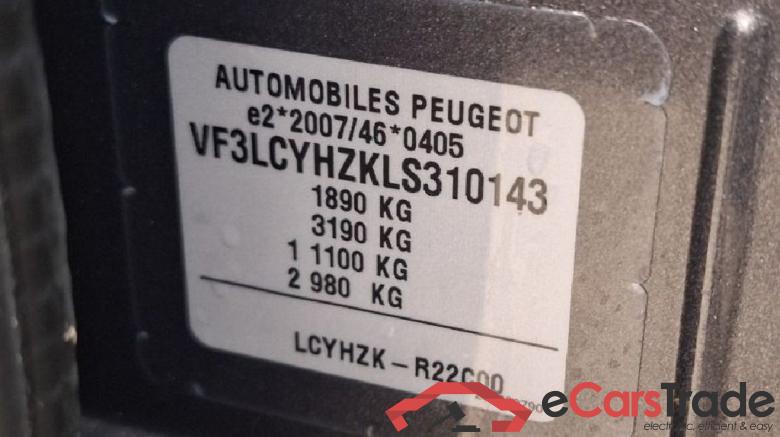 AUTOMOBILES PEUGEOT
e2*2007/46*0405
VF3LCYHZKLS310143
1890 KG
3190 KG
1 1100 KG
2 980 KG
LCYHZK - R22C00
eCarsTrade
electronic, efficient & easy